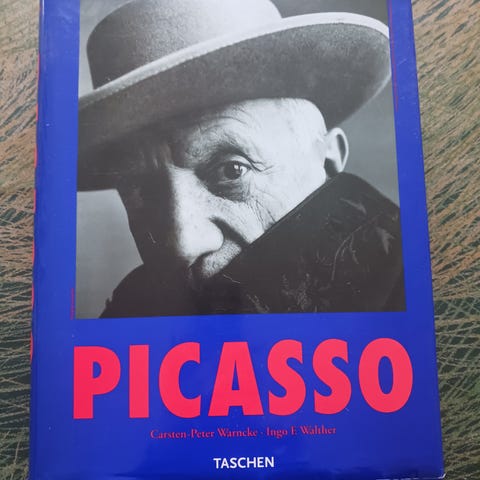 PICASSO
Carsten-Peter Warncke · Ingo F. Walther
TASCHEN